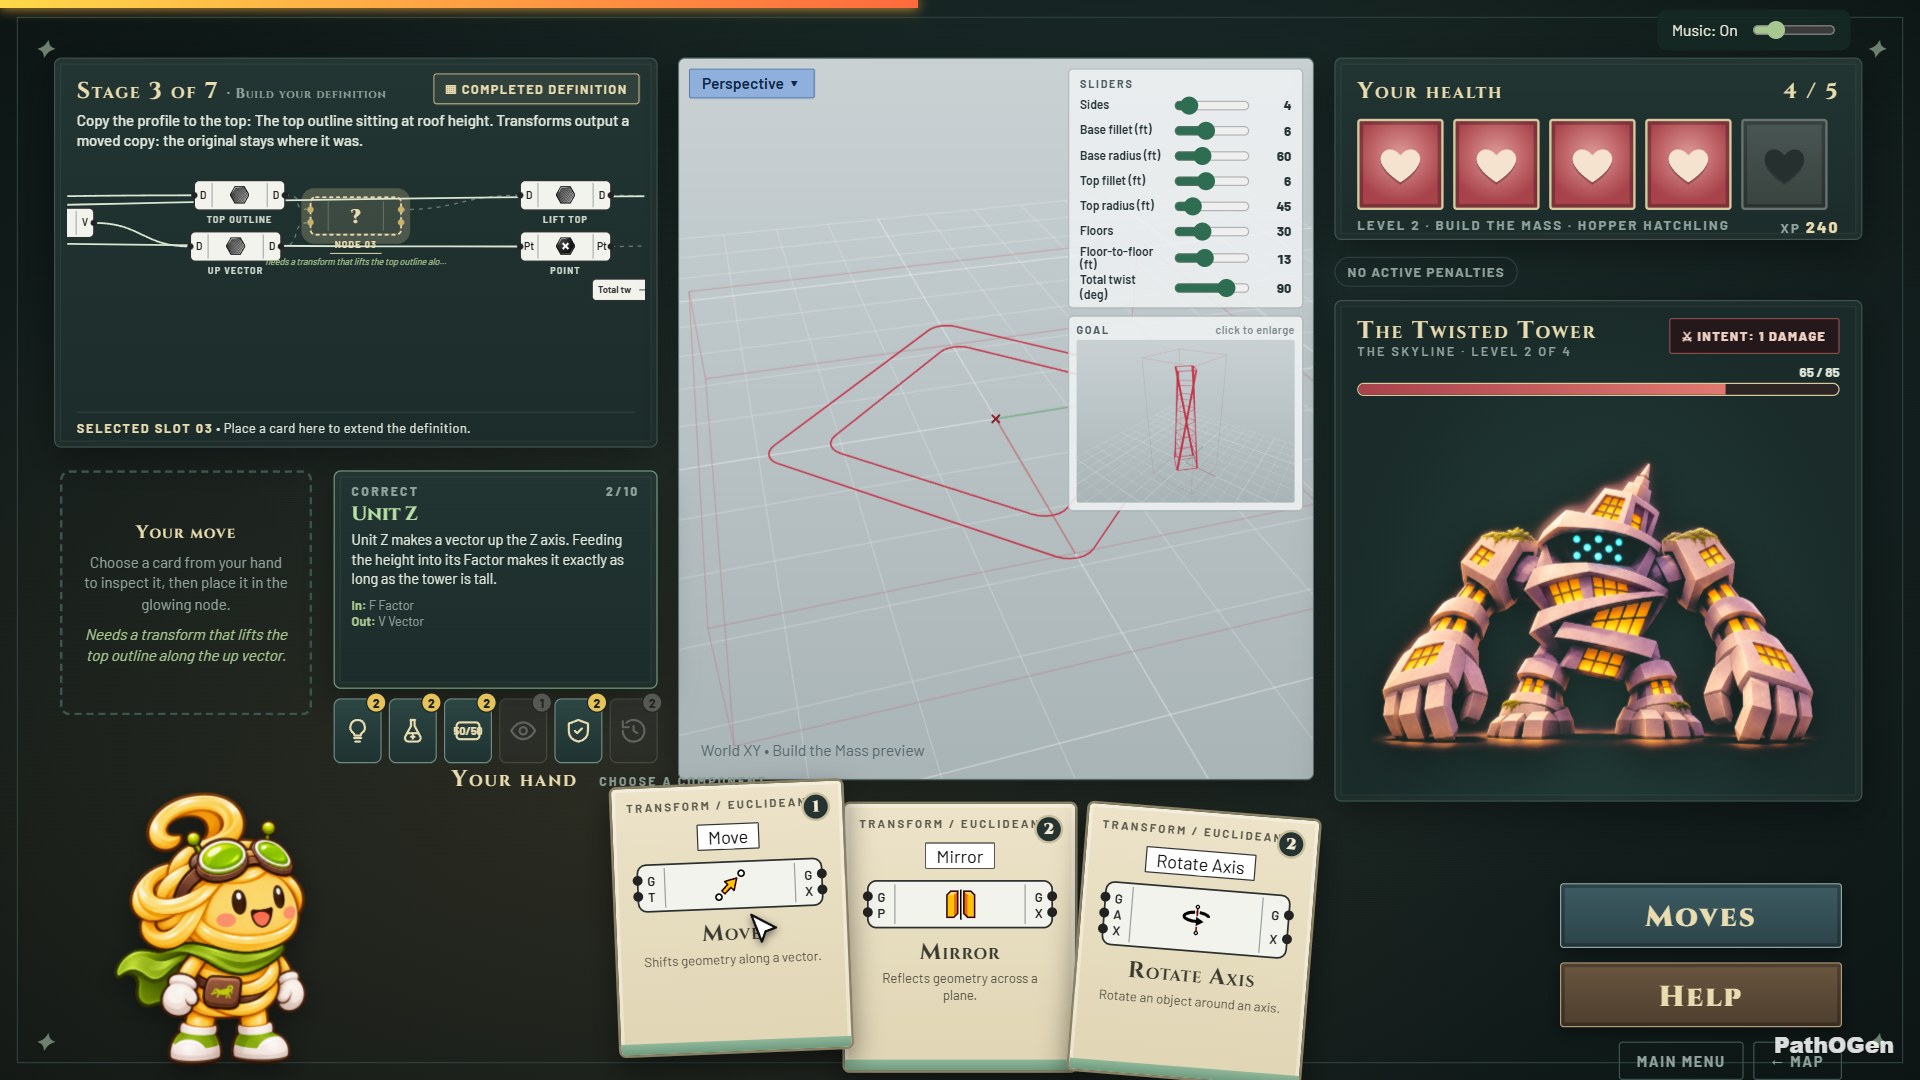 Music: On
STAGE 3 OF 7 · BUILD YOUR DEFINITION
COMPLETED DEFINITION
Copy the profile to the top: The top outline sitting at roof height. Transforms output a
moved copy: the original stays where it was.
D D
TOP OUTLINE
?
NODE 03
D D
LIFT TOP
V
D D
UP VECTOR
needs a transform that lifts the top outline alo...
Pt Pt
POINT
Total tw
SELECTED SLOT 03 • Place a card here to extend the definition.
YOUR MOVE
Choose a card from your hand
to inspect it, then place it in the
glowing node.
Needs a transform that lifts the
top outline along the up vector.
CORRECT 2/10
UNIT Z
Unit Z makes a vector up the Z axis. Feeding
the height into its Factor makes it exactly as
long as the tower is tall.
In: F Factor
Out: V Vector
2 2 2 1 2 2
50/50
Perspective ▼
SLIDERS
Sides 4
Base fillet (ft) 6
Base radius (ft) 60
Top fillet (ft) 6
Top radius (ft) 45
Floors 30
Floor-to-floor
(ft) 13
Total twist
(deg) 90
GOAL click to enlarge
World XY • Build the Mass preview
YOUR HEALTH 4 / 5
LEVEL 2 · BUILD THE MASS · HOPPER HATCHLING XP 240
NO ACTIVE PENALTIES
THE TWISTED TOWER
THE SKYLINE · LEVEL 2 OF 4
INTENT: 1 DAMAGE
65 / 85
YOUR HAND CHOOSE A COMPONENT
TRANSFORM / EUCLIDEAN 1
Move
G T G X
MOVE
Shifts geometry along a vector.
TRANSFORM / EUCLIDEAN 2
Mirror
G P G X
MIRROR
Reflects geometry across a
plane.
TRANSFORM / EUCLIDEAN 2
Rotate Axis
G A X G X
ROTATE AXIS
Rotate an object around an axis.
MOVES
HELP
MAIN MENU
← MAP
PathOGen